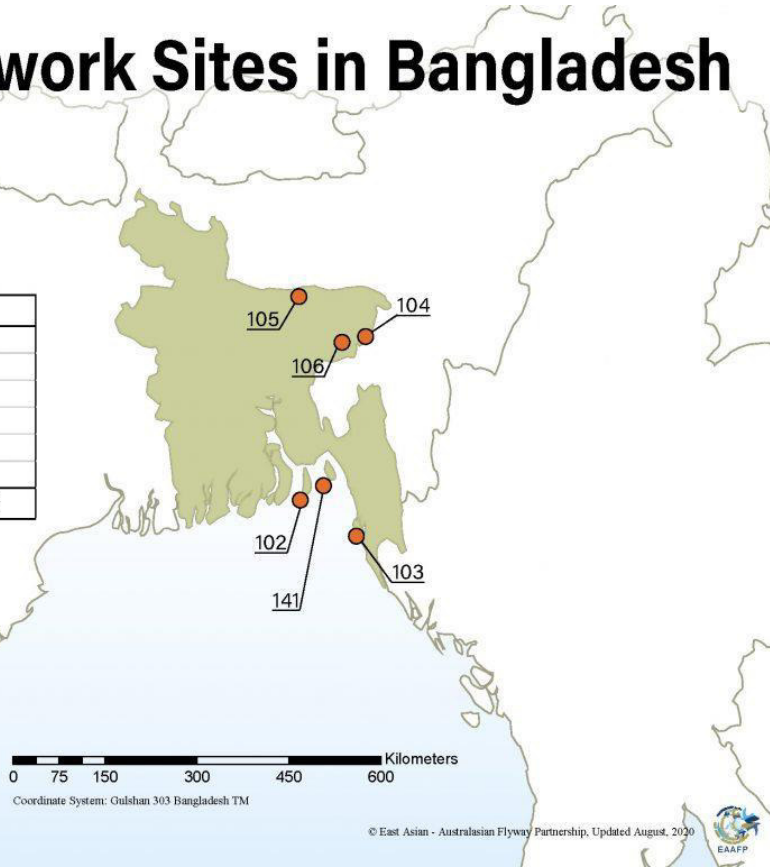 work Sites in Bangladesh
105
104
106
102
103
141
Kilometers
0 75 150 300 450 600
Coordinate System: Gulshan 303 Bangladesh TM
© East Asian - Australasian Flyway Partnership, Updated August, 2020
EAAFP